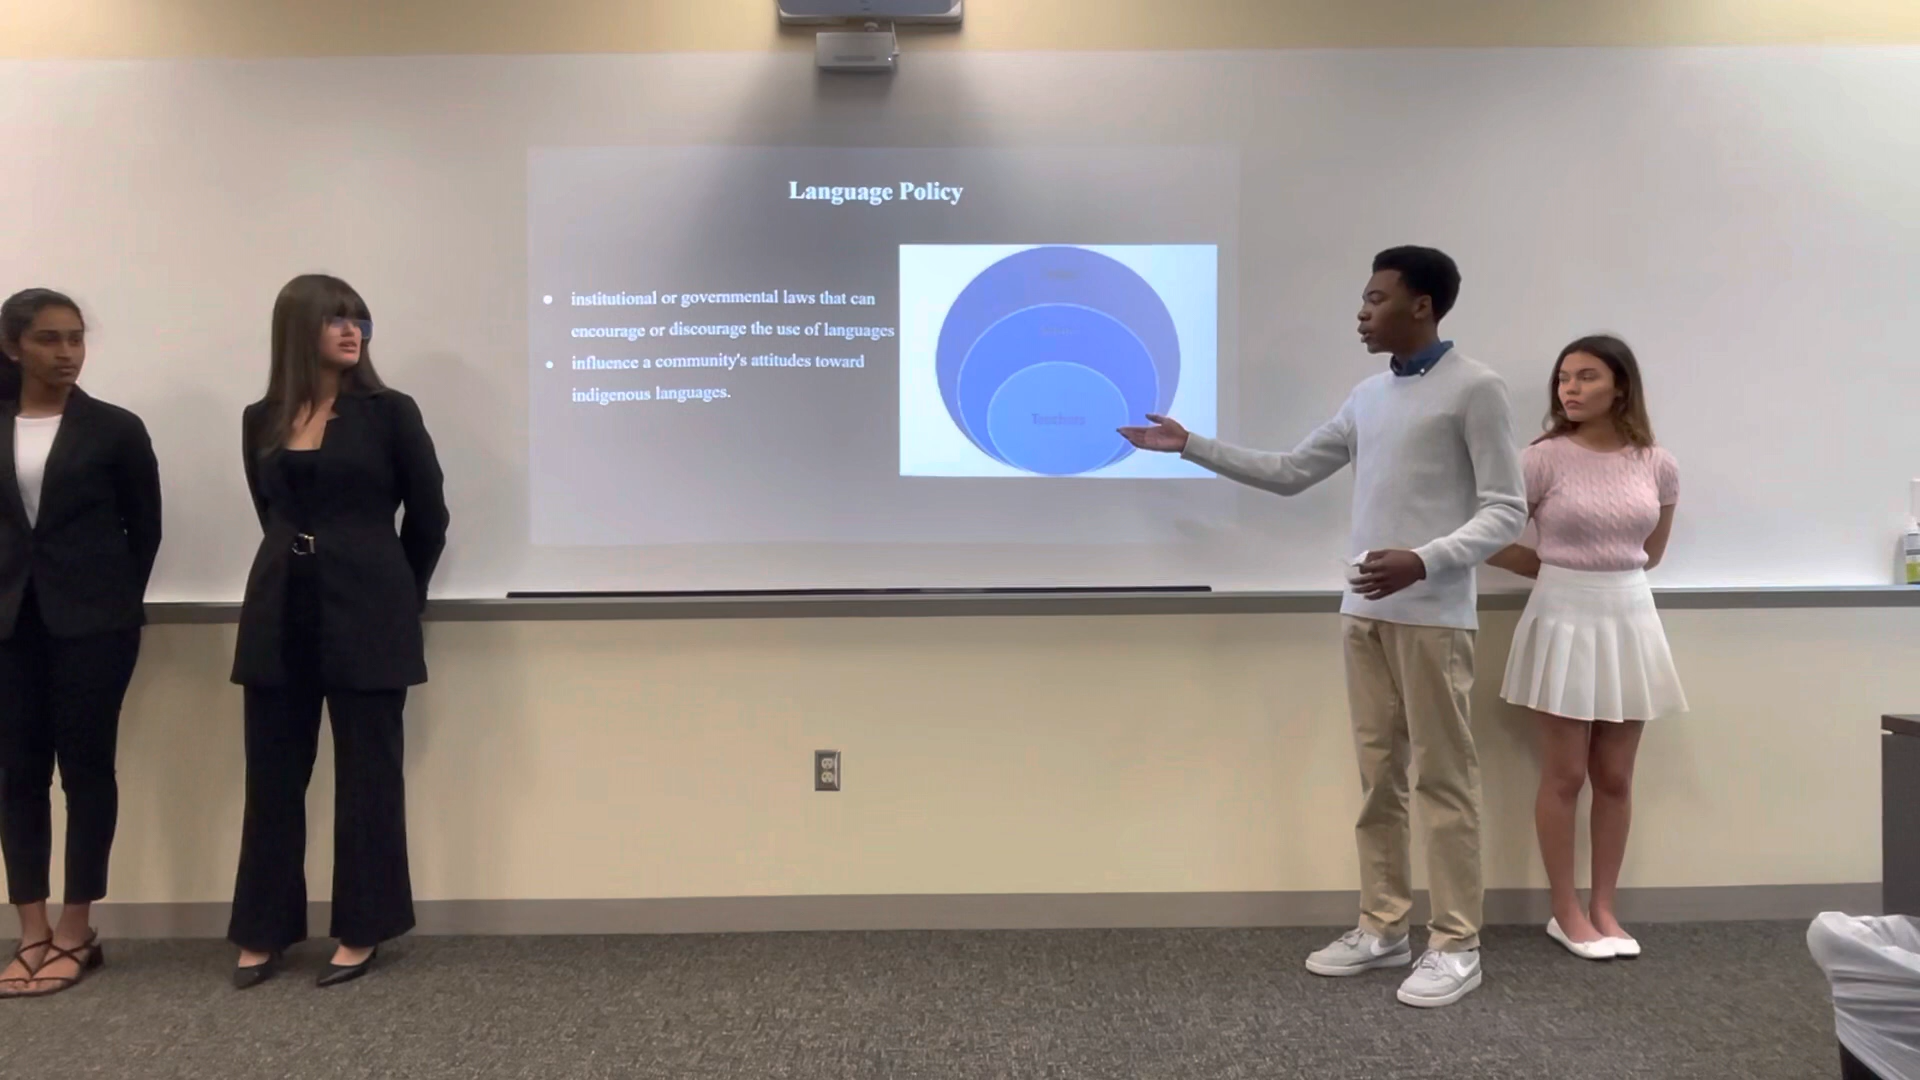 Language Policy
institutional or governmental laws that can
encourage or discourage the use of languages
influence a community's attitudes toward
indigenous languages.
Teachers